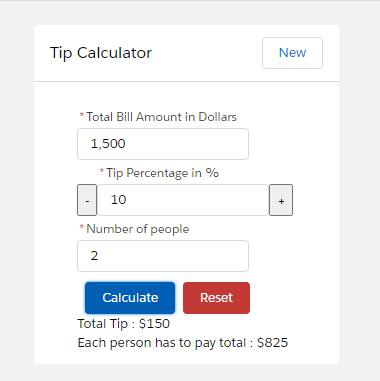 Tip Calculator New
* Total Bill Amount in Dollars
1,500
* Tip Percentage in %
- 10 +
* Number of people
2
Calculate Reset
Total Tip : $150
Each person has to pay total : $825